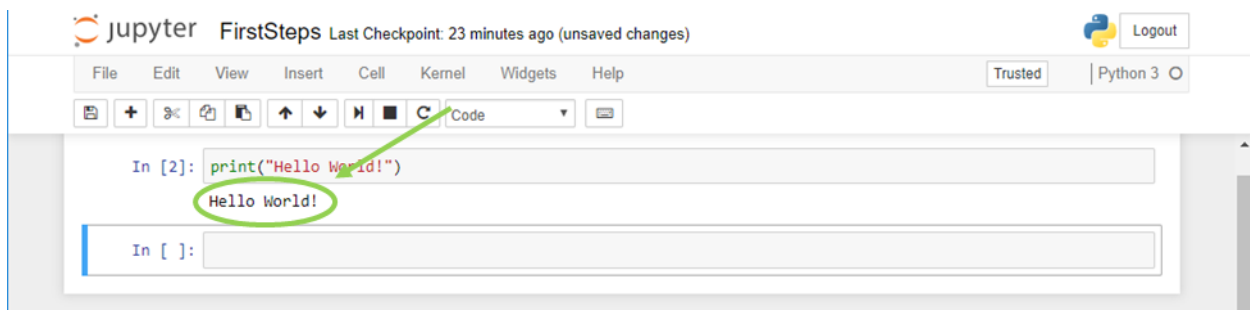 jupyter FirstSteps Last Checkpoint: 23 minutes ago (unsaved changes) Logout
File Edit View Insert Cell Kernel Widgets Help Trusted Python 3
Code
In [2]: print("Hello World!")
Hello World!
In [ ]: